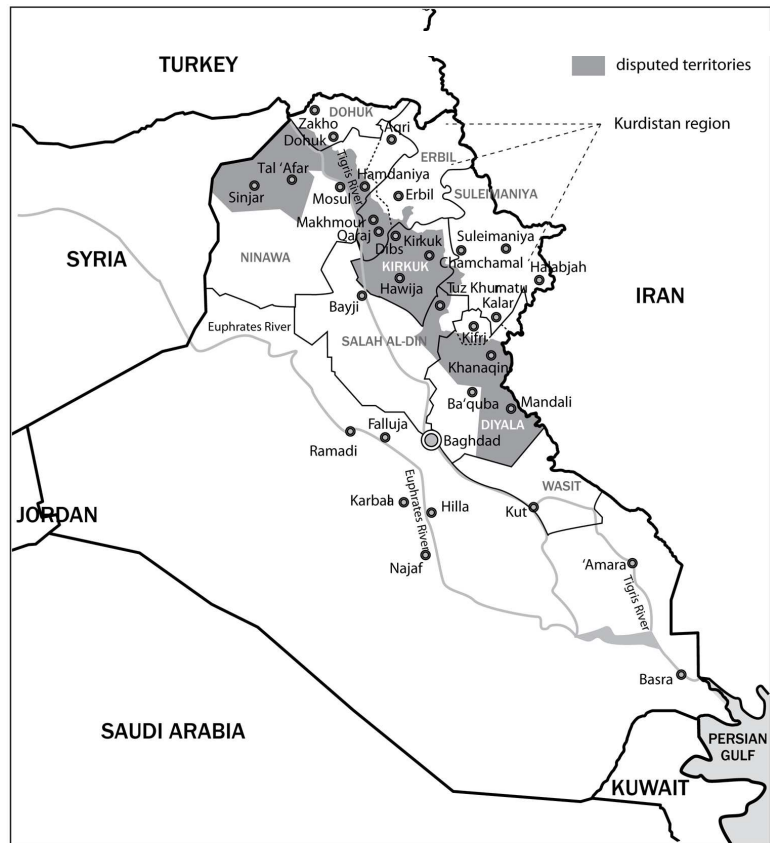 TURKEY
disputed territories
DOHUK
Zakho
Aqri
Kurdistan region
Dohuk
ERBIL
Tal ‘Afar
Tigris River
Hamdaniya
SULEIMANIYA
Sinjar
Mosul
Erbil
Makhmour
Qaraj
Dibs
Kirkuk
Suleimaniya
SYRIA
NINAWA
KIRKUK
Chamchamal
Halabjah
Hawija
Tuz Khumatu
IRAN
Bayji
Kalar
Euphrates River
SALAH AL-DIN
Kifri
Khanaqin
Ba‘quba
Mandali
Falluja
DIYALA
Ramadi
Baghdad
Euphrates River
WASIT
Karbala
Hilla
Kut
JORDAN
Najaf
‘Amara
Tigris River
Basra
SAUDI ARABIA
PERSIAN
GULF
KUWAIT